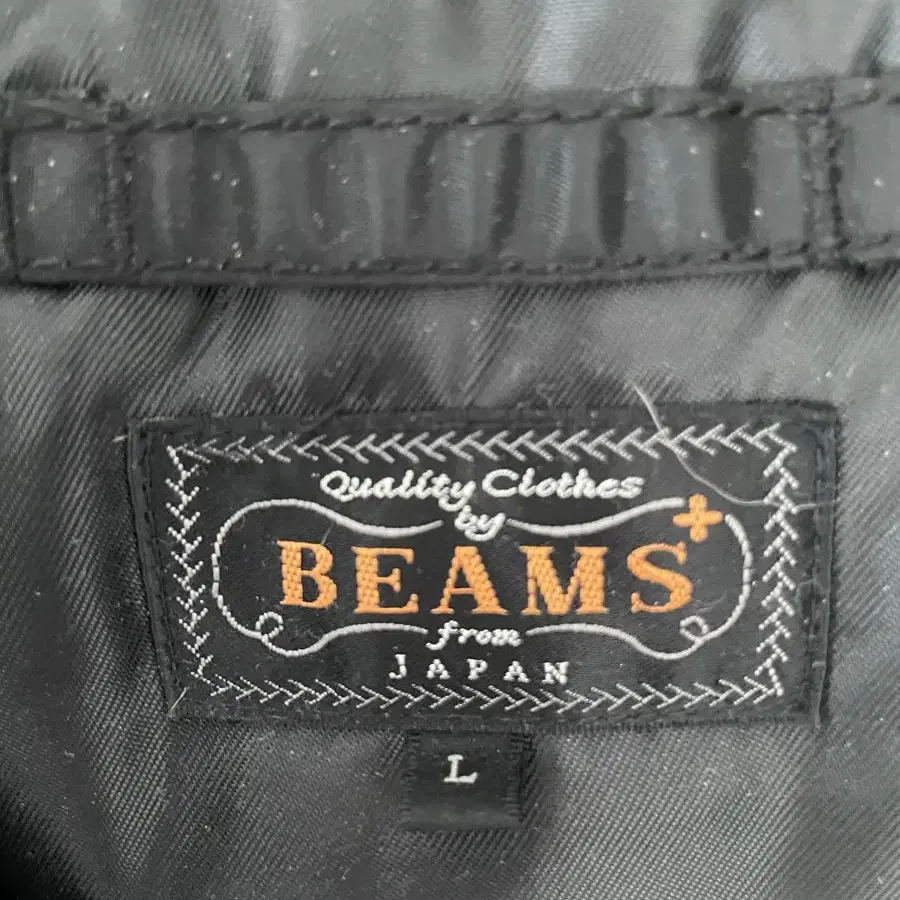 Quality Clothes
by
BEAMS+
from
JAPAN
L